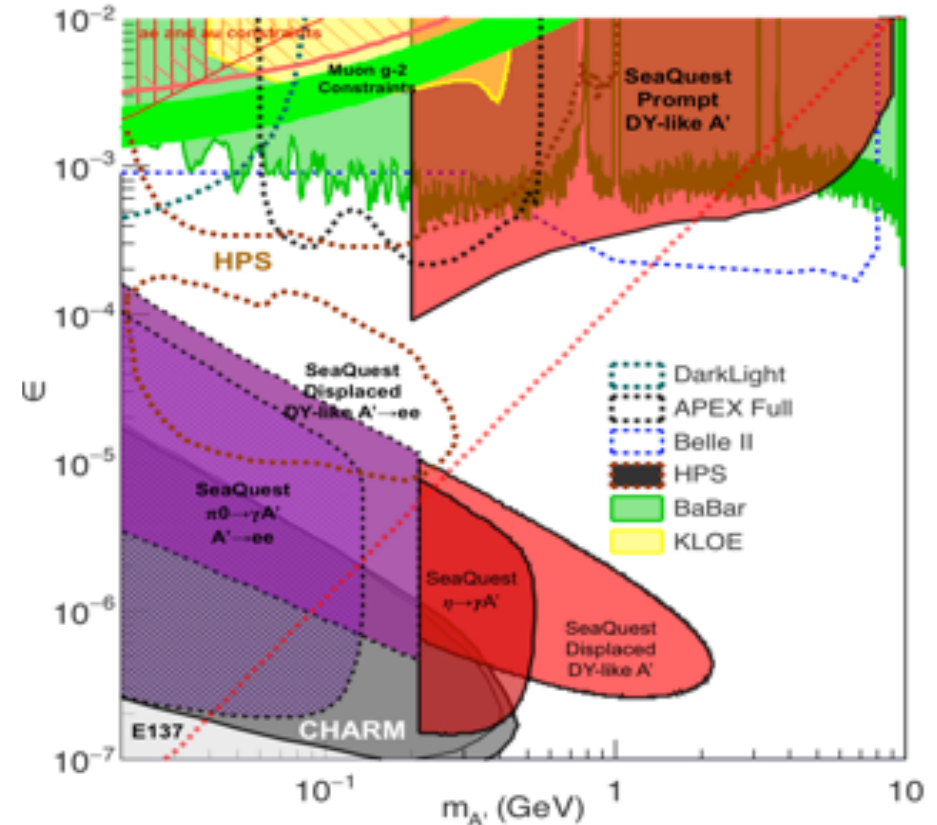 10⁻²
ae and aμ constraints
Muon g-2
Constraints
SeaQuest
Prompt
DY-like A'
10⁻³
HPS
10⁻⁴
SeaQuest
Displaced
DY-like A'→ee
DarkLight
APEX Full
Belle II
HPS
BaBar
KLOE
ϵ
10⁻⁵
SeaQuest
π0→γA'
A'→ee
SeaQuest
η→γA'
10⁻⁶
SeaQuest
Displaced
DY-like A'
E137
CHARM
10⁻⁷
10⁻¹
1
10
m_A' (GeV)